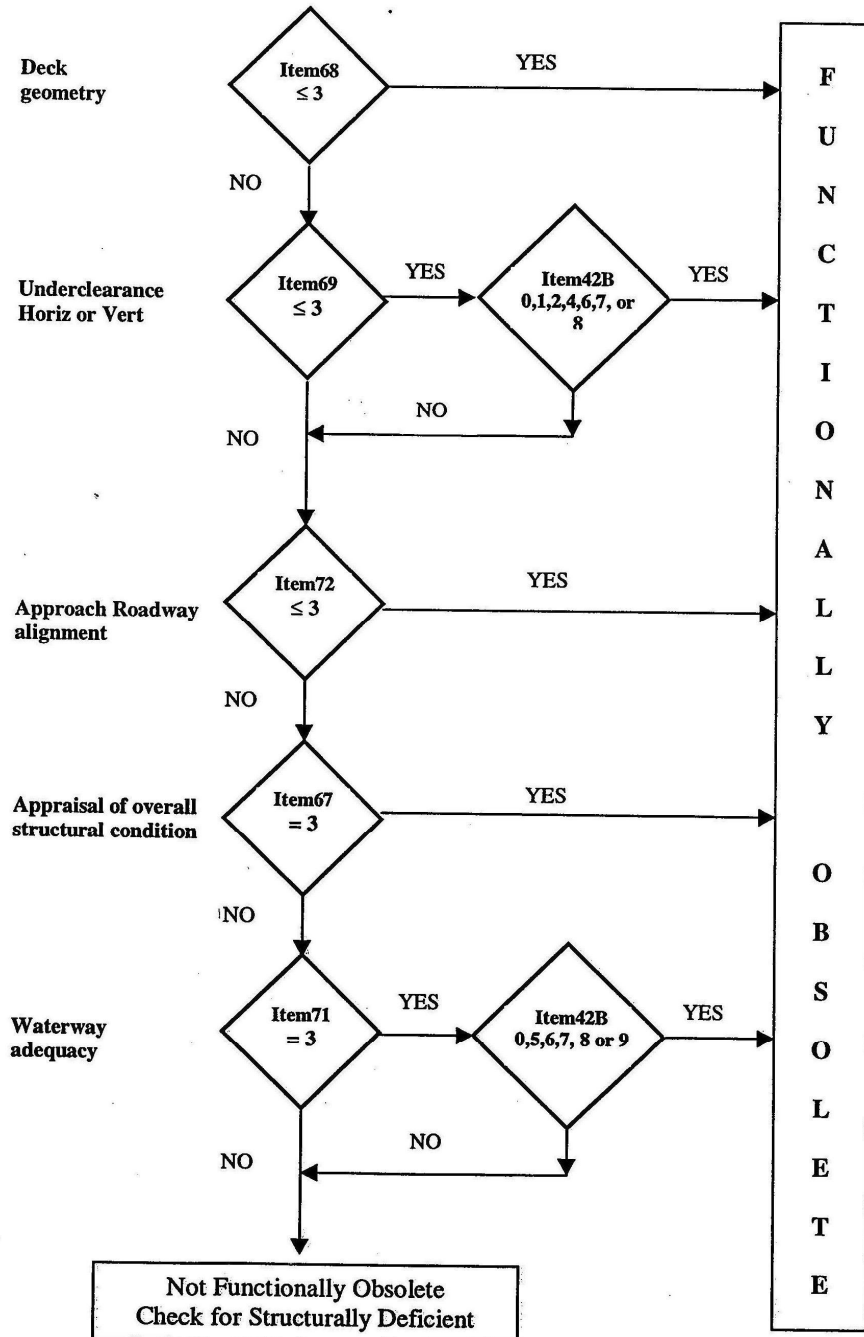 Deck
geometry
Item68
≤ 3
YES
NO
Underclearance
Horiz or Vert
Item69
≤ 3
YES
Item42B
0,1,2,4,6,7, or
8
YES
NO
NO
Approach Roadway
alignment
Item72
≤ 3
YES
NO
Appraisal of overall
structural condition
Item67
= 3
YES
NO
Waterway
adequacy
Item71
= 3
YES
Item42B
0,5,6,7, 8 or 9
YES
NO
NO
Not Functionally Obsolete
Check for Structurally Deficient
F
U
N
C
T
I
O
N
A
L
L
Y
O
B
S
O
L
E
T
E